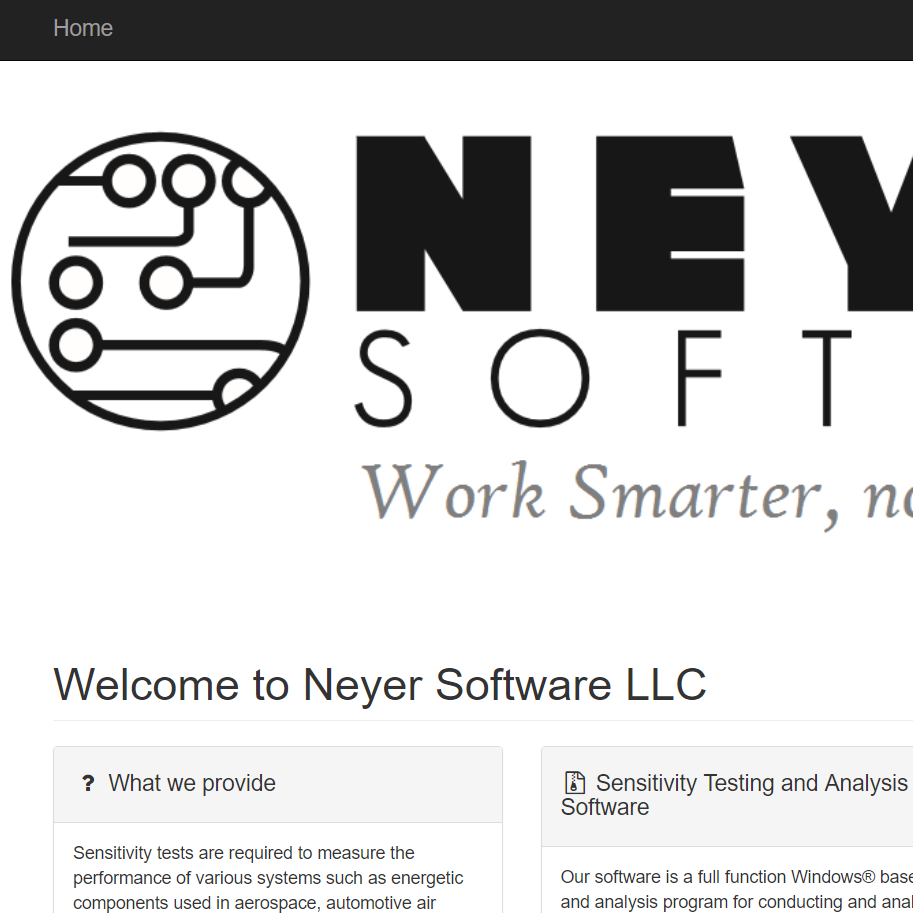 Home
NEY
SOFT
Work Smarter,
Welcome to Neyer Software LLC
? What we provide
Sensitivity Testing and Analysis
Software
Sensitivity tests are required to measure the
performance of various systems such as energetic
components used in aerospace, automotive air
Our software is a full function Windows®
and analysis program for conducting and